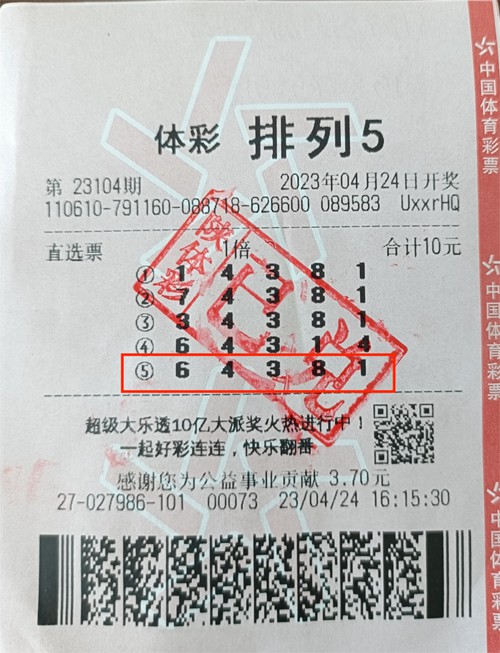 体彩 排列5
第 23104期 2023年04月24日开奖
110610-791160-088718-626600 089583 UxxrHQ
直选票 1倍 合计10元
① 1 4 3 8 1
② 7 4 3 8 1
③ 3 4 3 8 1
④ 6 4 3 1 4
⑤ 6 4 3 8 1
陕体彩
已兑
超级大乐透10亿大派奖火热进行中!
一起好彩连连,快乐翻番
感谢您为公益事业贡献 3.70元
27-027986-101 00073 23/04/24 16:15:30
中国体育彩票
中国体育彩票
中国体育彩票